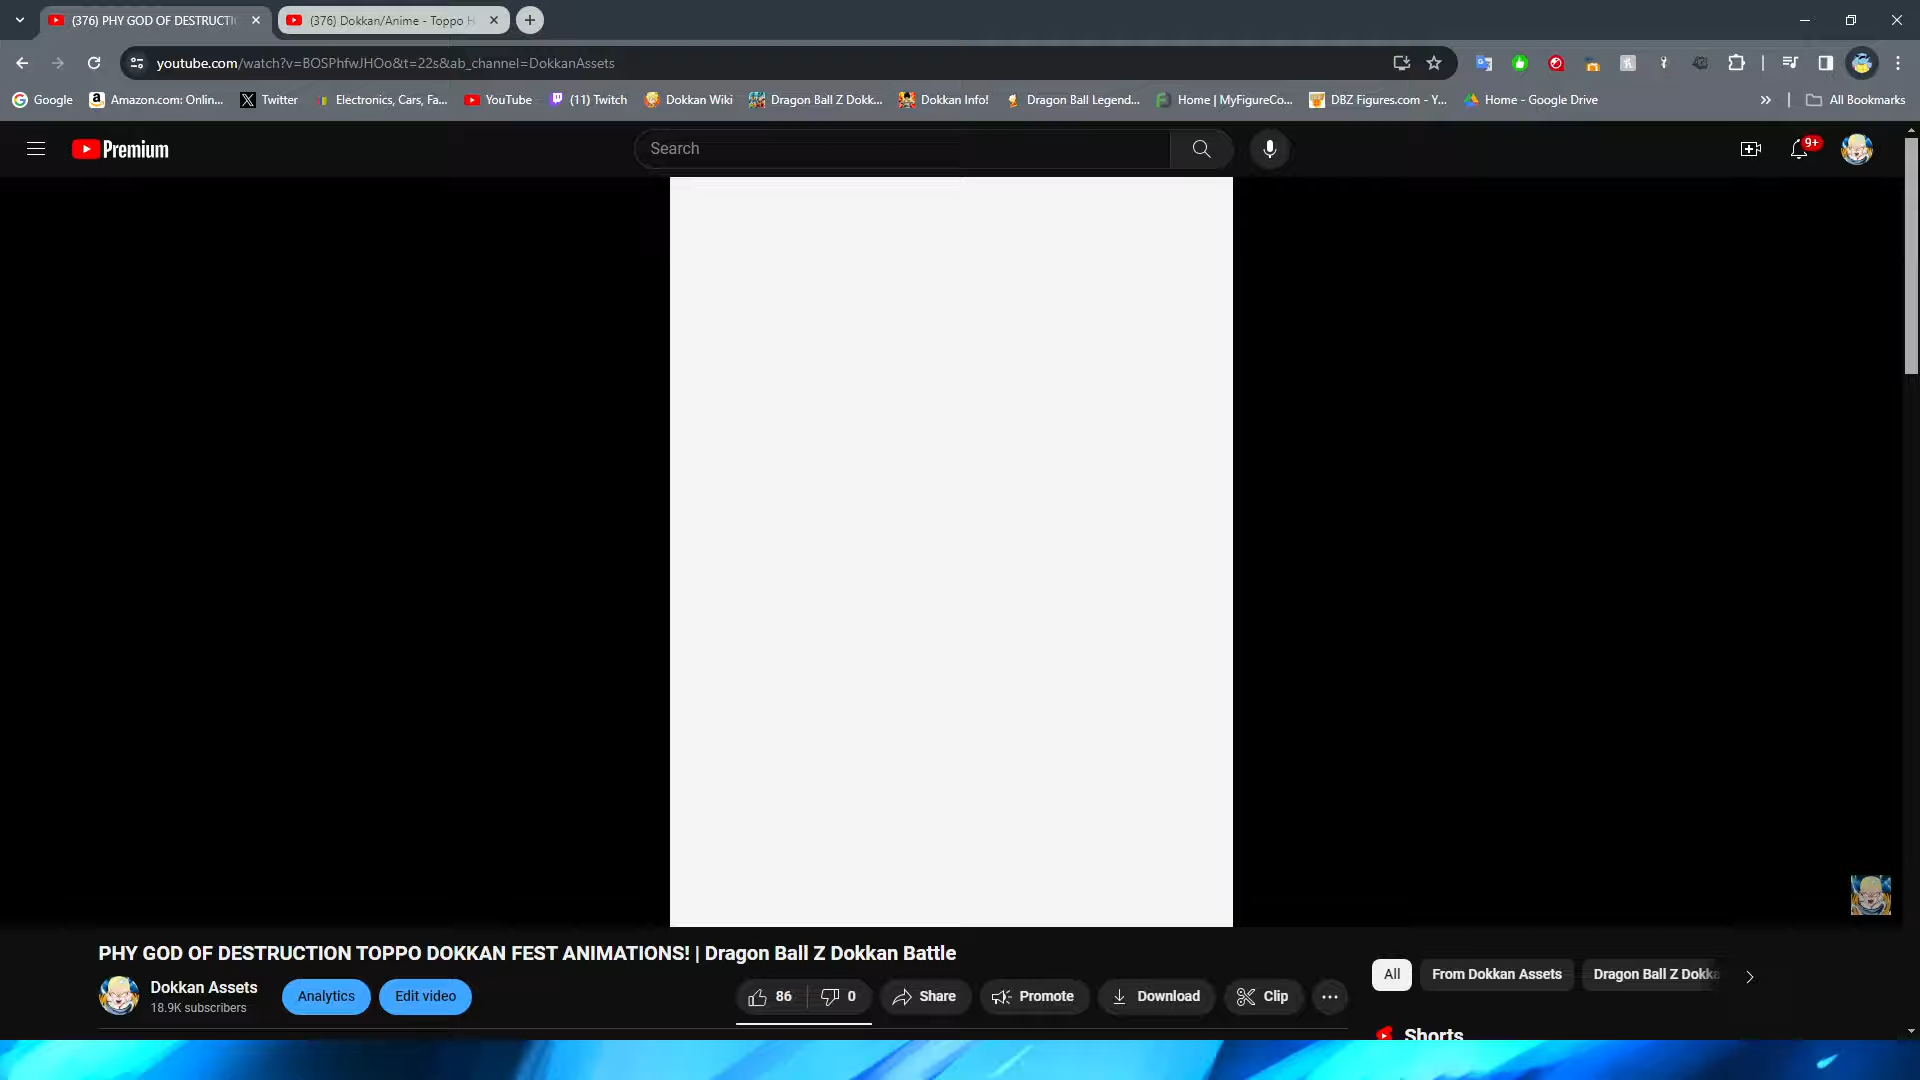 (376) PHY GOD OF DESTRUCTI
(376) Dokkan/Anime - Toppo H
youtube.com/watch?v=BOSPhfwJHOo&t=22s&ab_channel=DokkanAssets
Google
Amazon.com: Onlin...
Twitter
Electronics, Cars, Fa...
YouTube
(11) Twitch
Dokkan Wiki
Dragon Ball Z Dokk...
Dokkan Info!
Dragon Ball Legend...
Home | MyFigureCo...
DBZ Figures.com - Y...
Home - Google Drive
All Bookmarks
Premium
Search
9+
PHY GOD OF DESTRUCTION TOPPO DOKKAN FEST ANIMATIONS! | Dragon Ball Z Dokkan Battle
Dokkan Assets
18.9K subscribers
Analytics
Edit video
86
0
Share
Promote
Download
Clip
All
From Dokkan Assets
Dragon Ball Z Dokka
Shorts